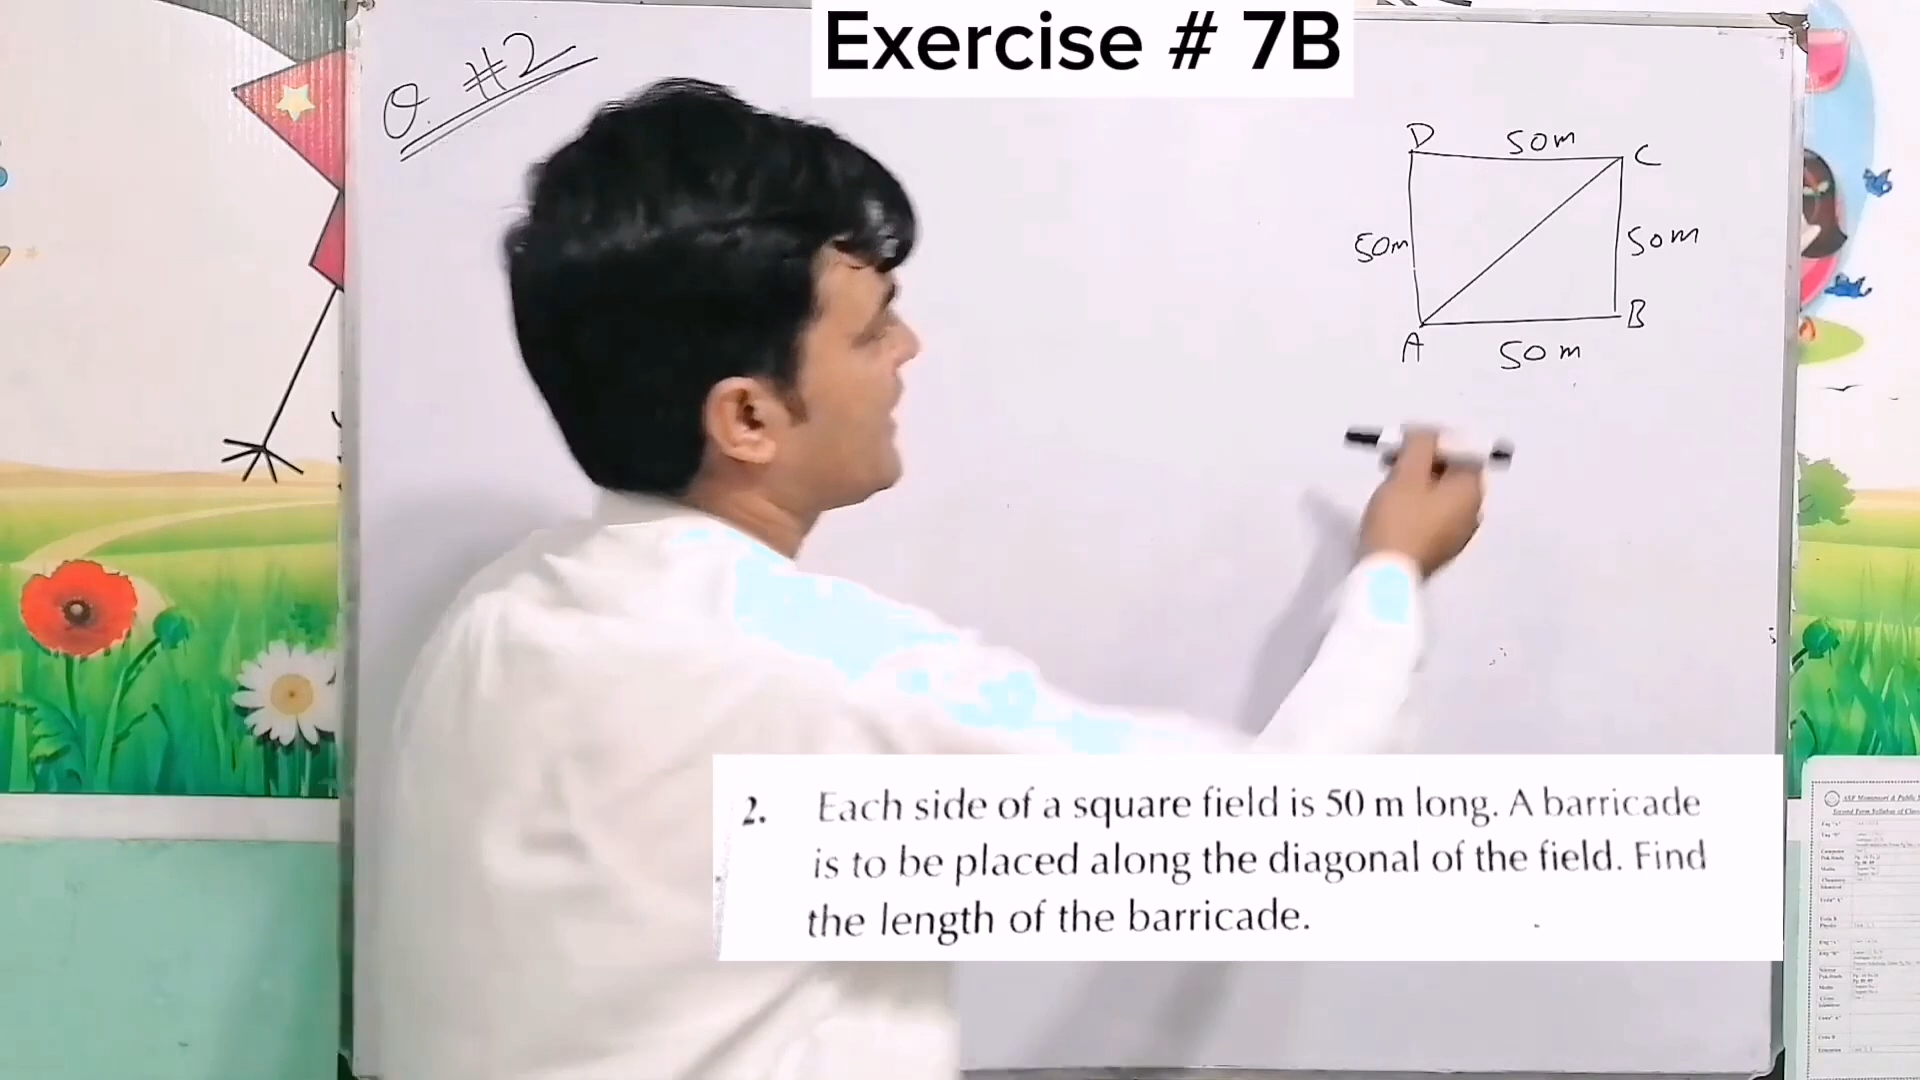 Exercise # 7B
Q. #2
D 50m C
50m 50m
A 50m B
2. Each side of a square field is 50 m long. A barricade
is to be placed along the diagonal of the field. Find
the length of the barricade.